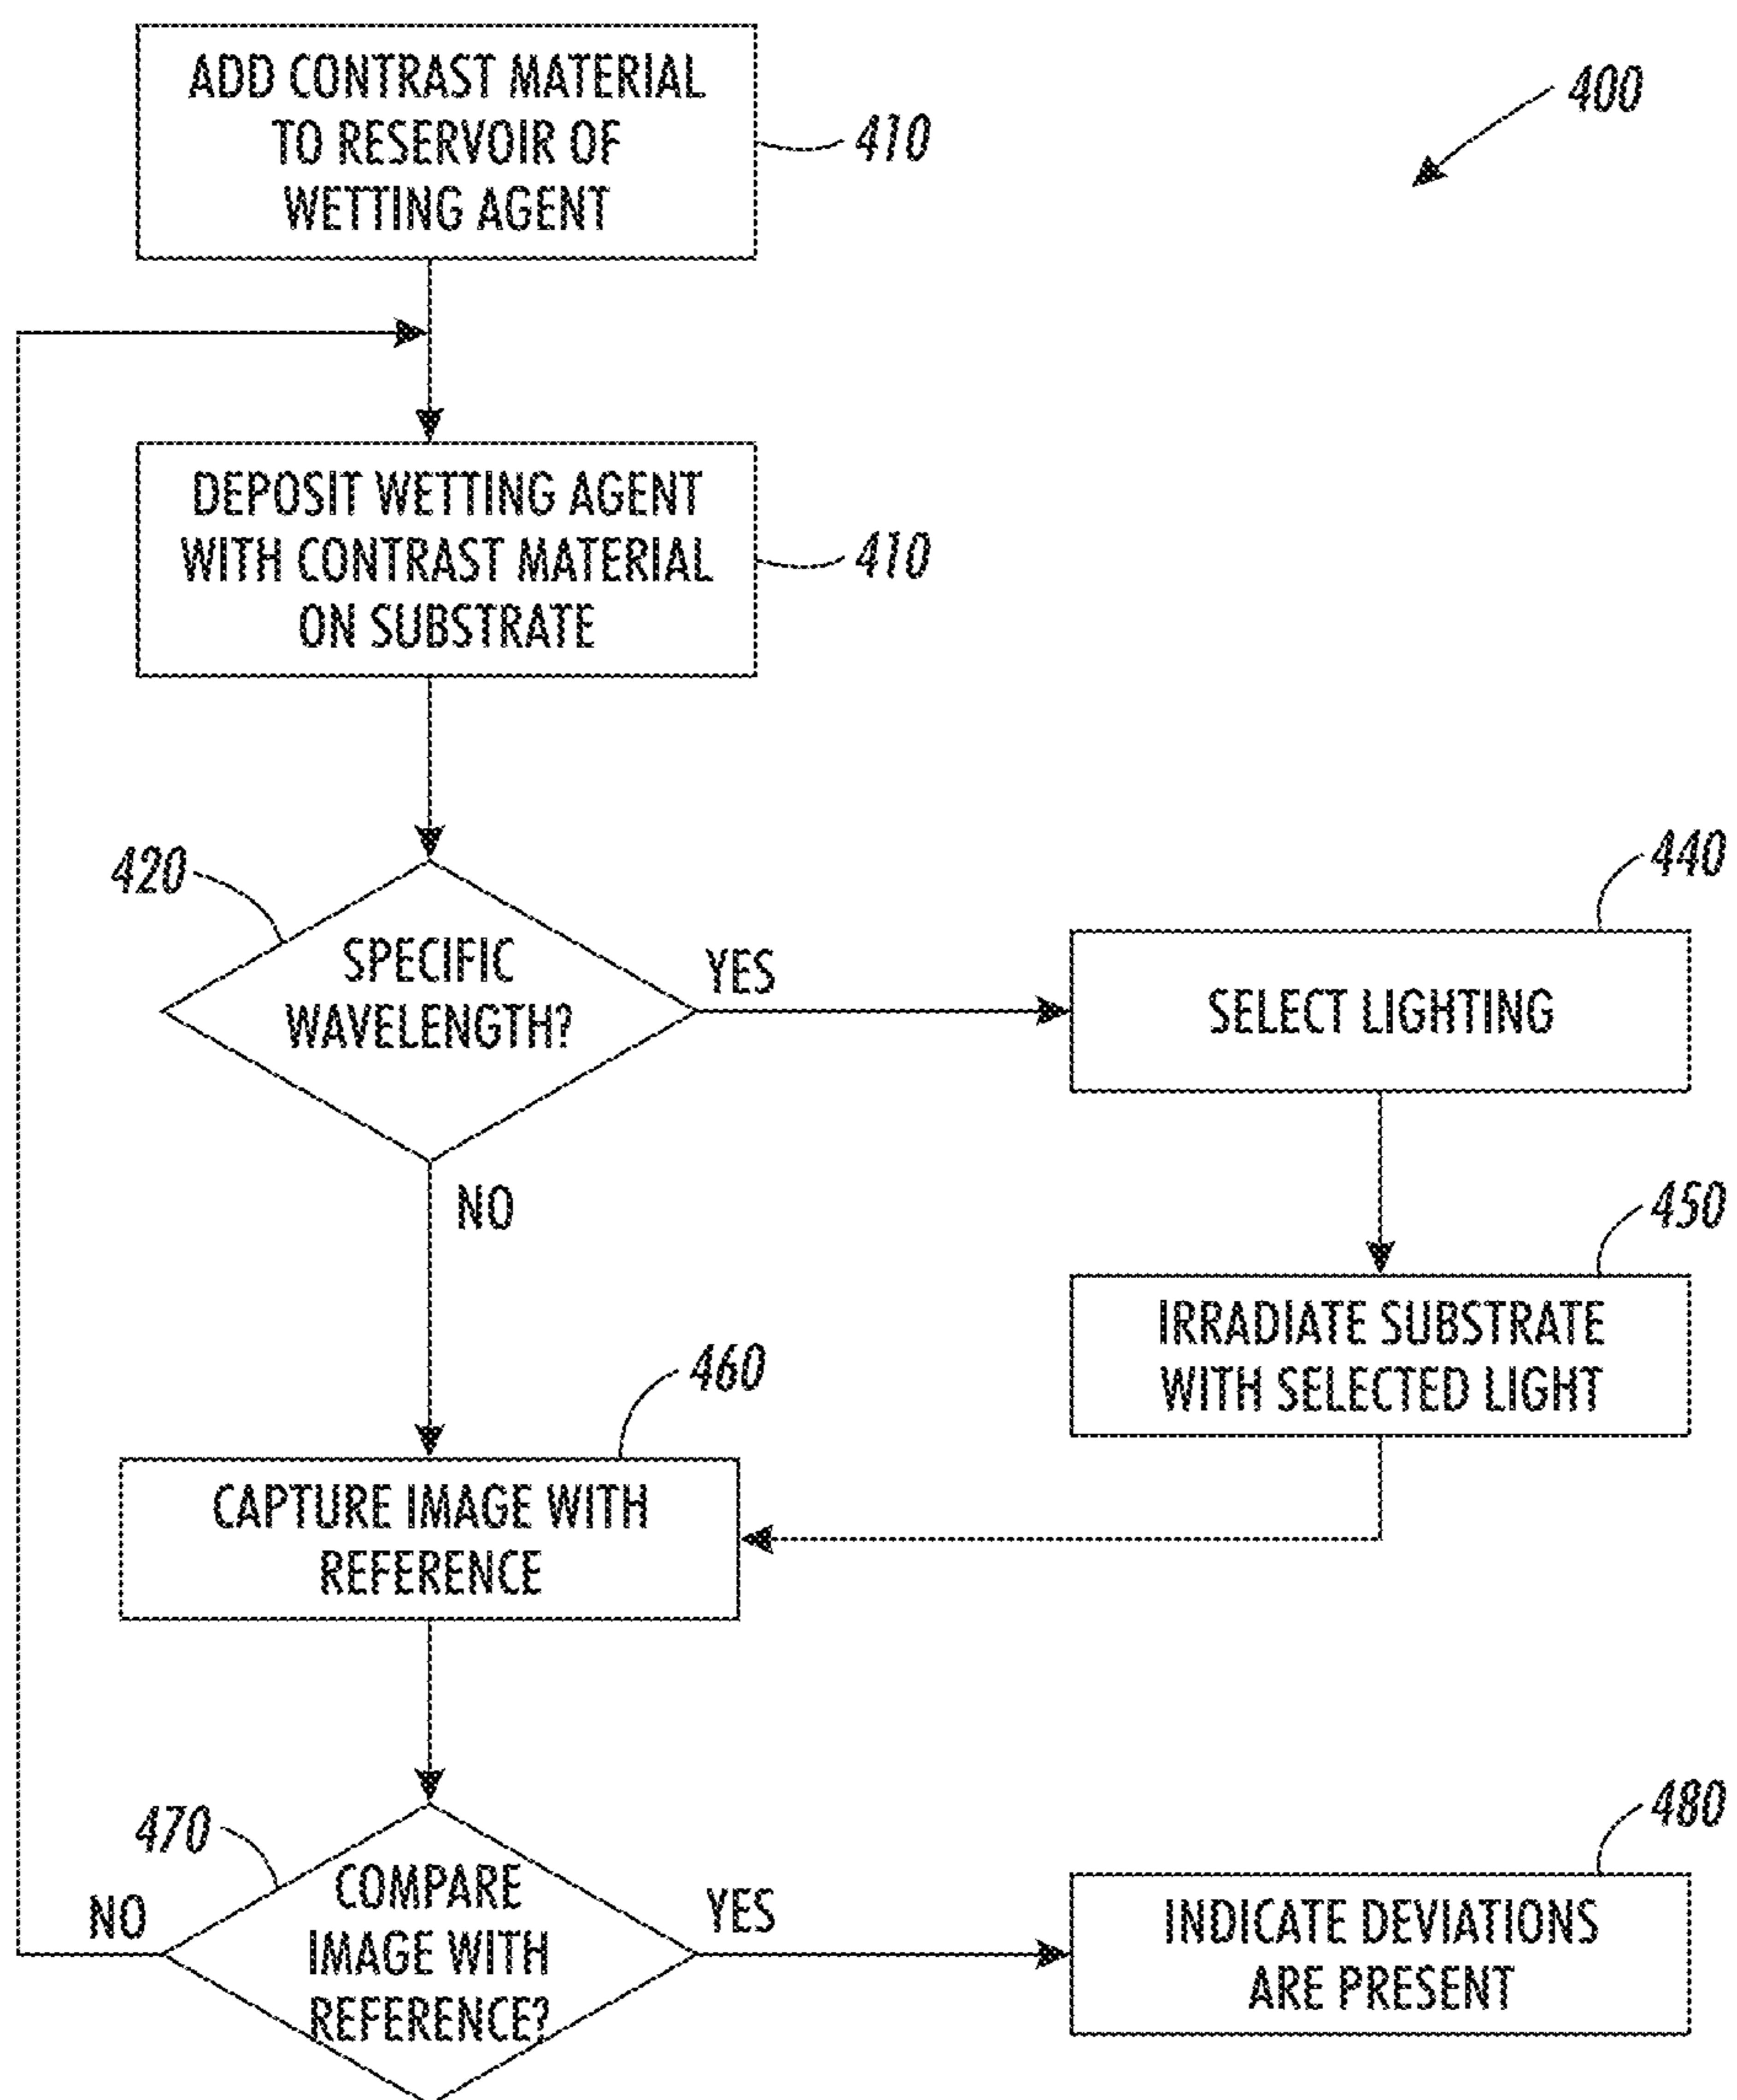 ADD CONTRAST MATERIAL
TO RESERVOIR OF
WETTING AGENT
410
400
DEPOSIT WETTING AGENT
WITH CONTRAST MATERIAL
ON SUBSTRATE
410
420
SPECIFIC
WAVELENGTH?
YES
NO
440
SELECT LIGHTING
450
IRRADIATE SUBSTRATE
WITH SELECTED LIGHT
460
CAPTURE IMAGE WITH
REFERENCE
470
COMPARE
IMAGE WITH
REFERENCE?
NO
YES
480
INDICATE DEVIATIONS
ARE PRESENT